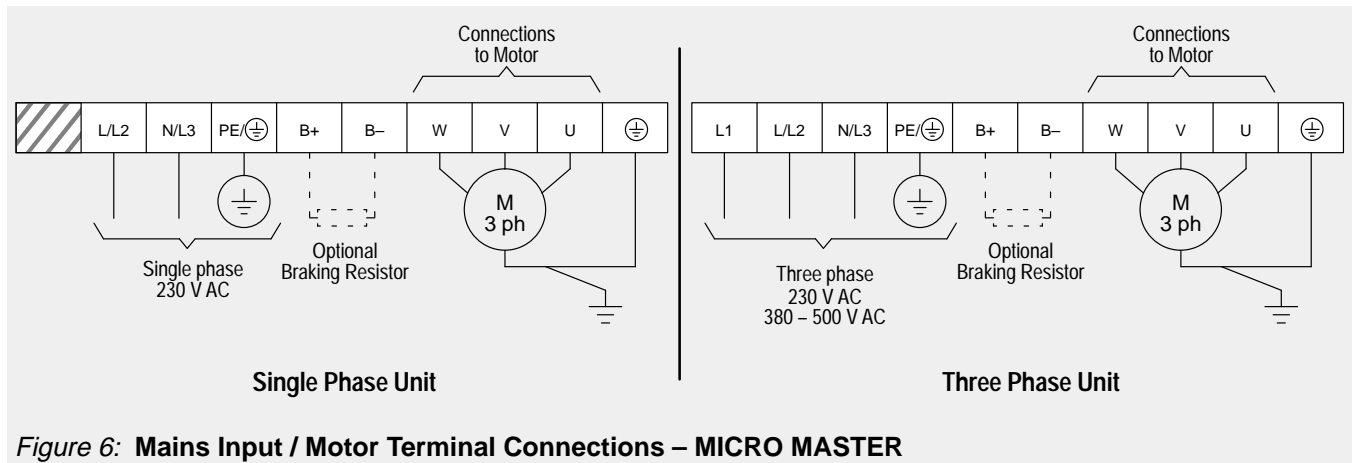 Connections
to Motor
L/L2 N/L3 PE/ B+ B– W V U
M
3 ph
Optional
Braking Resistor
Single phase
230 V AC
Single Phase Unit
Connections
to Motor
L1 L/L2 N/L3 PE/ B+ B– W V U
M
3 ph
Optional
Braking Resistor
Three phase
230 V AC
380 – 500 V AC
Three Phase Unit
Figure 6: Mains Input / Motor Terminal Connections – MICRO MASTER